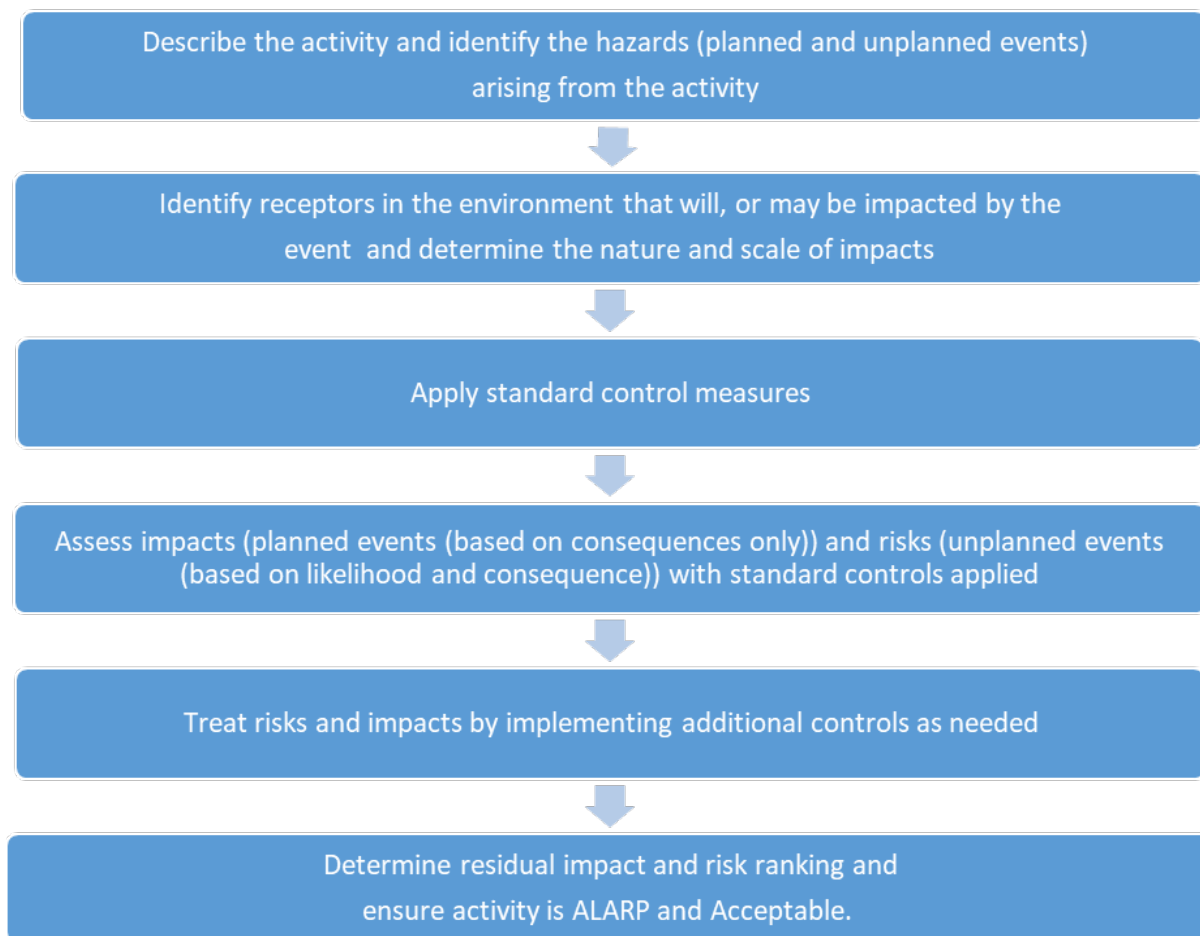 Describe the activity and identify the hazards (planned and unplanned events)
arising from the activity
Identify receptors in the environment that will, or may be impacted by the
event  and determine the nature and scale of impacts
Apply standard control measures
Assess impacts (planned events (based on consequences only)) and risks (unplanned events
(based on likelihood and consequence)) with standard controls applied
Treat risks and impacts by implementing additional controls as needed
Determine residual impact and risk ranking and
ensure activity is ALARP and Acceptable.